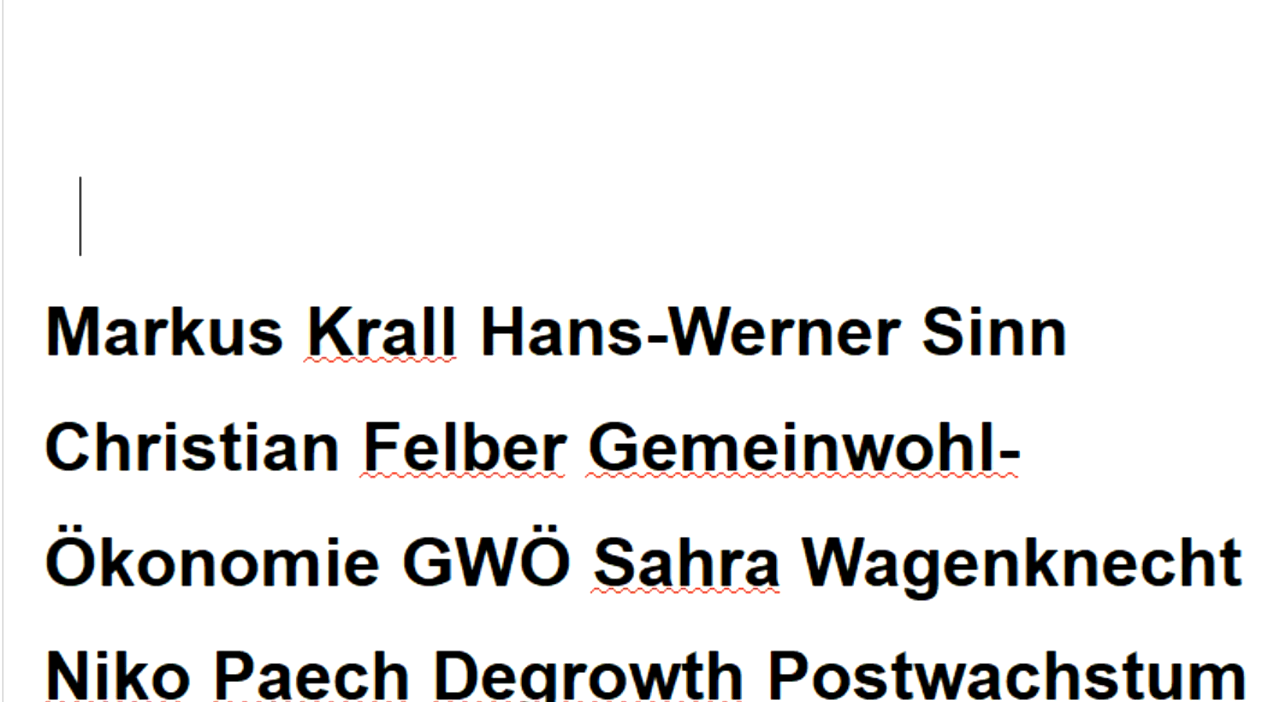 Markus Krall Hans-Werner Sinn
Christian Felber Gemeinwohl-
Ökonomie GWÖ Sahra Wagenknecht
Niko Paech Degrowth Postwachstum